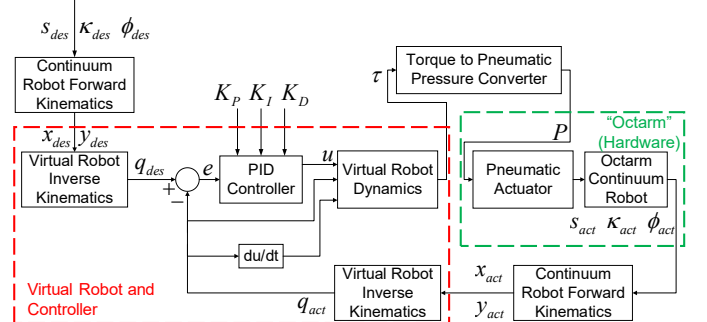 s_des κ_des ϕ_des
Continuum
Robot Forward
Kinematics
x_des y_des
Virtual Robot
Inverse
Kinematics
q_des
+
−
e
K_P K_I K_D
PID
Controller
u
Virtual Robot
Dynamics
du/dt
τ
Torque to Pneumatic
Pressure Converter
P
“Octarm”
(Hardware)
Pneumatic
Actuator
Octarm
Continuum
Robot
s_act κ_act ϕ_act
Continuum
Robot Forward
Kinematics
x_act
y_act
Virtual Robot
Inverse
Kinematics
q_act
Virtual Robot and
Controller